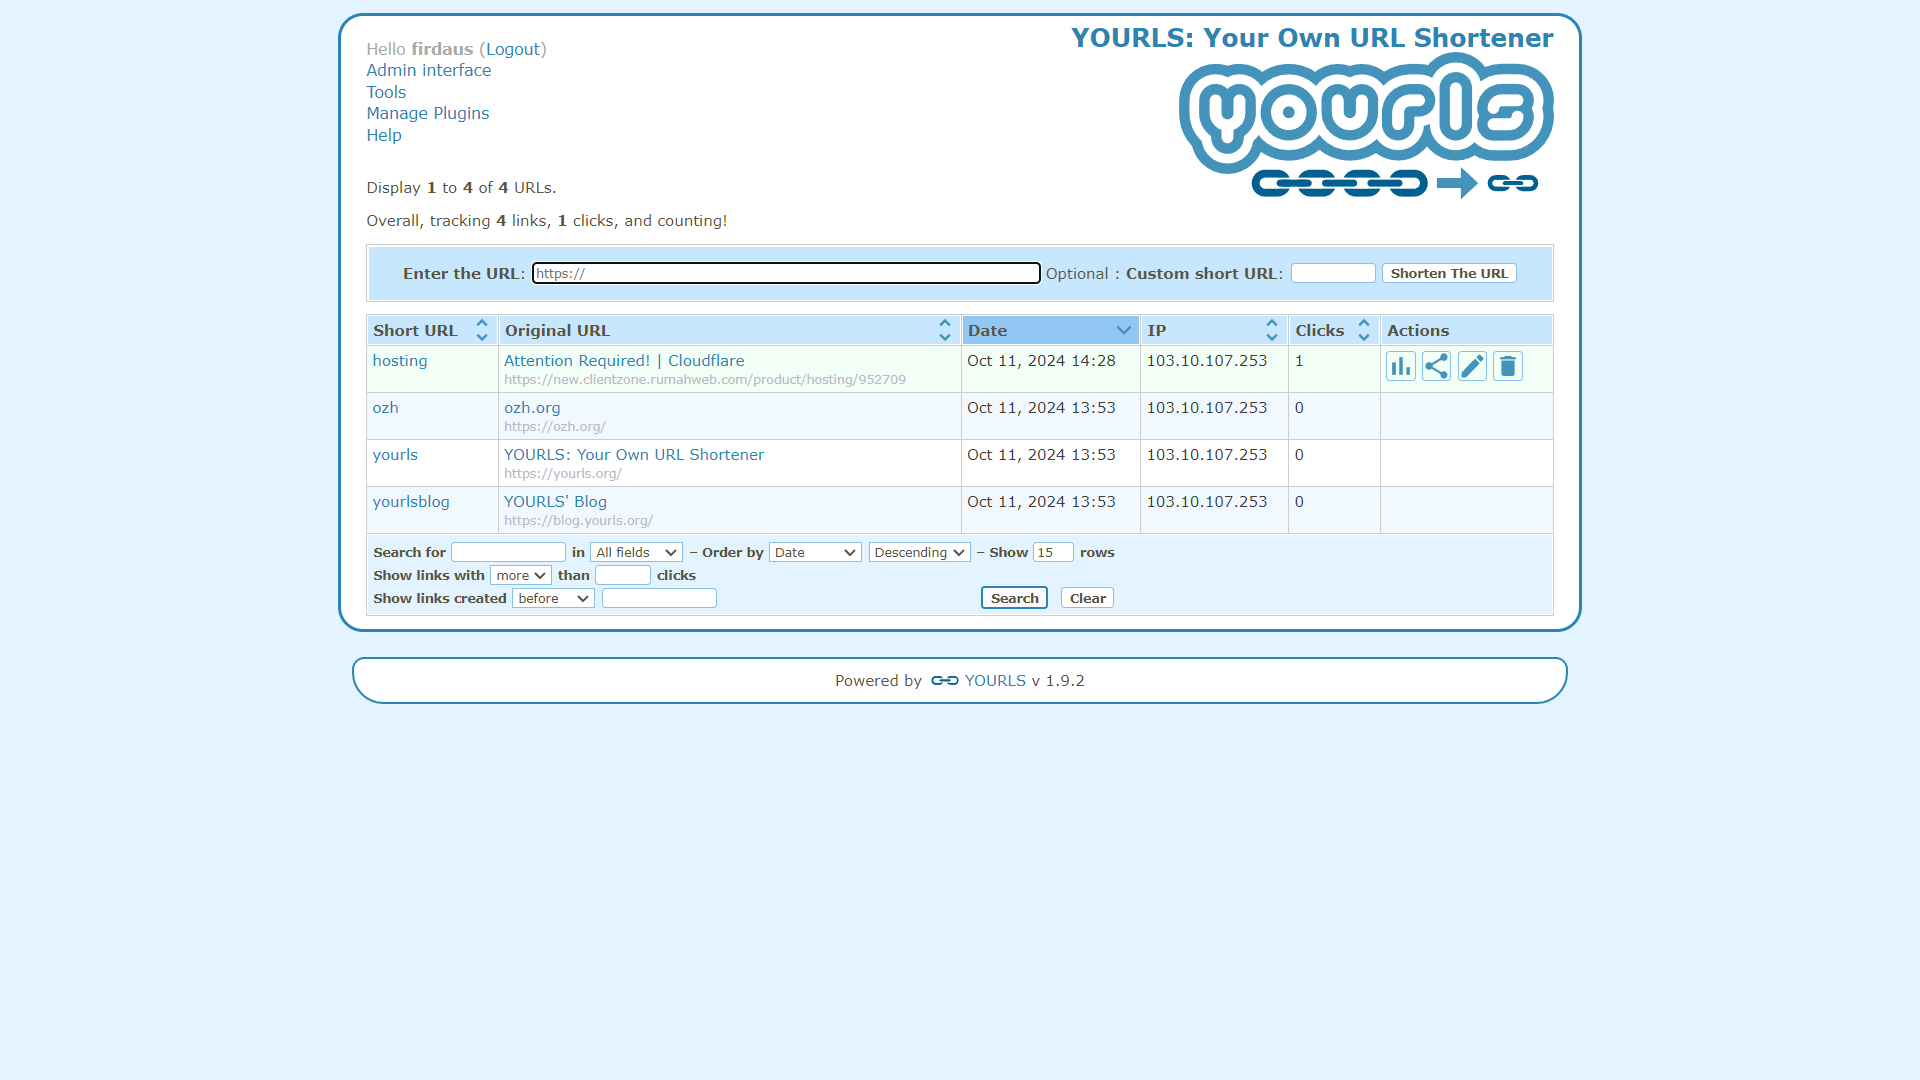 Hello firdaus (Logout)
Admin interface
Tools
Manage Plugins
Help
YOURLS: Your Own URL Shortener
yourls
Display 1 to 4 of 4 URLs.
Overall, tracking 4 links, 1 clicks, and counting!
Enter the URL: https:// Optional : Custom short URL: Shorten The URL
Short URL Original URL Date IP Clicks Actions
hosting Attention Required! | Cloudflare Oct 11, 2024 14:28 103.10.107.253 1
https://new.clientzone.rumahweb.com/product/hosting/952709
ozh ozh.org Oct 11, 2024 13:53 103.10.107.253 0
https://ozh.org/
yourls YOURLS: Your Own URL Shortener Oct 11, 2024 13:53 103.10.107.253 0
https://yourls.org/
yourlsblog YOURLS' Blog Oct 11, 2024 13:53 103.10.107.253 0
https://blog.yourls.org/
Search for in All fields – Order by Date Descending – Show 15 rows
Show links with more than clicks
Show links created before Search Clear
Powered by YOURLS v 1.9.2